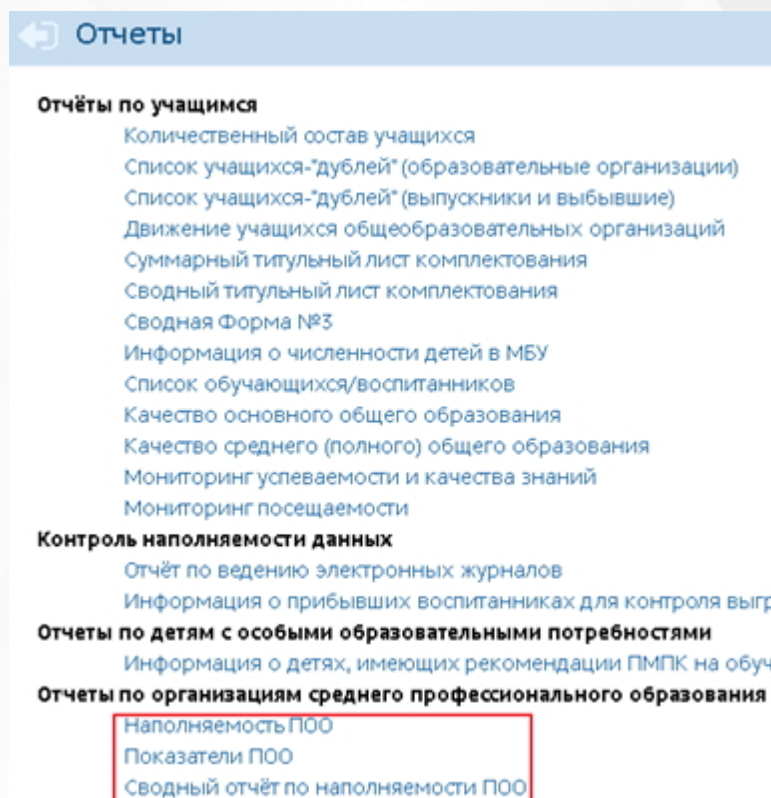 Отчеты
Отчёты по учащимся
Количественный состав учащихся
Список учащихся-"дублей" (образовательные организации)
Список учащихся-"дублей" (выпускники и выбывшие)
Движение учащихся общеобразовательных организаций
Суммарный титульный лист комплектования
Сводный титульный лист комплектования
Сводная Форма №3
Информация о численности детей в МБУ
Список обучающихся/воспитанников
Качество основного общего образования
Качество среднего (полного) общего образования
Мониторинг успеваемости и качества знаний
Мониторинг посещаемости
Контроль наполняемости данных
Отчёт по ведению электронных журналов
Информация о прибывших воспитанниках для контроля
Отчеты по детям с особыми образовательными потребностями
Информация о детях, имеющих рекомендации ПМПК на
Отчеты по организациям среднего профессионального образования
Наполняемость ПОО
Показатели ПОО
Сводный отчёт по наполняемости ПОО